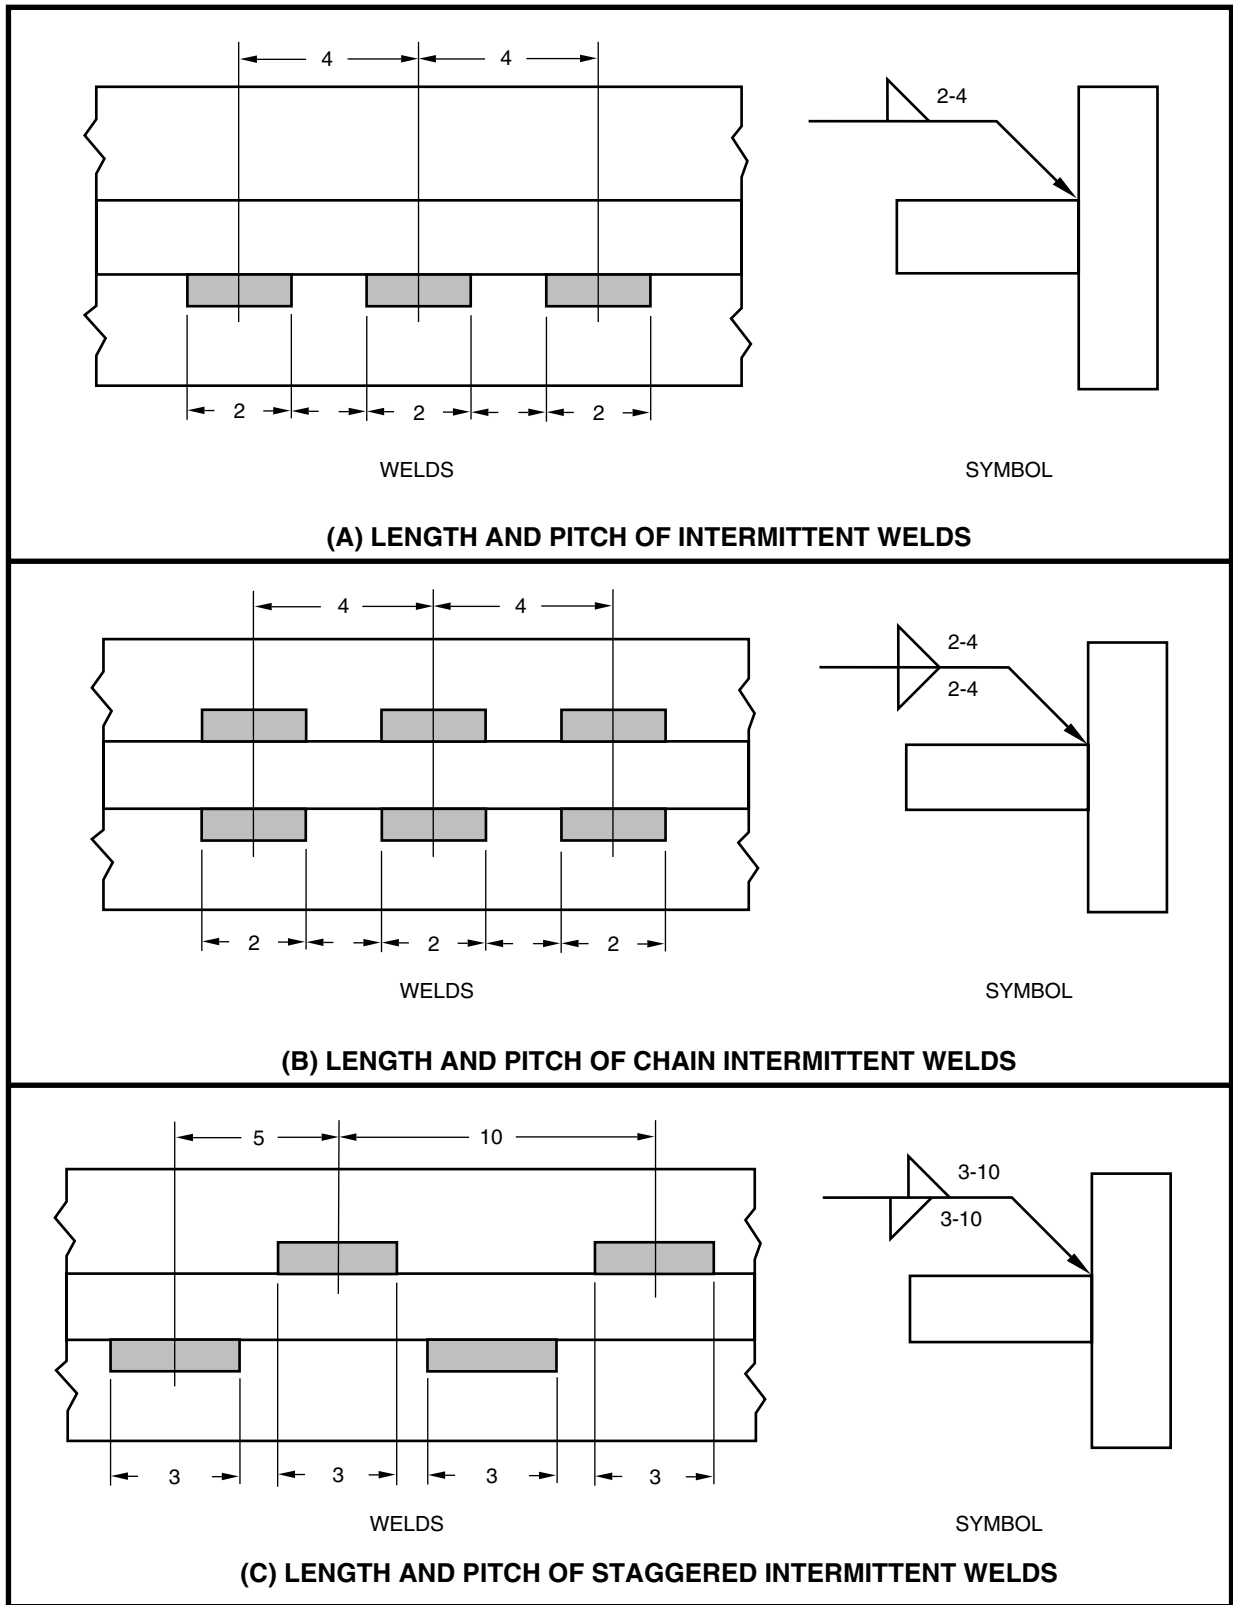 4 4
2-4
2 2 2
WELDS SYMBOL
(A) LENGTH AND PITCH OF INTERMITTENT WELDS
4 4
2-4
2-4
2 2 2
WELDS SYMBOL
(B) LENGTH AND PITCH OF CHAIN INTERMITTENT WELDS
5 10
3-10
3-10
3 3 3 3
WELDS SYMBOL
(C) LENGTH AND PITCH OF STAGGERED INTERMITTENT WELDS